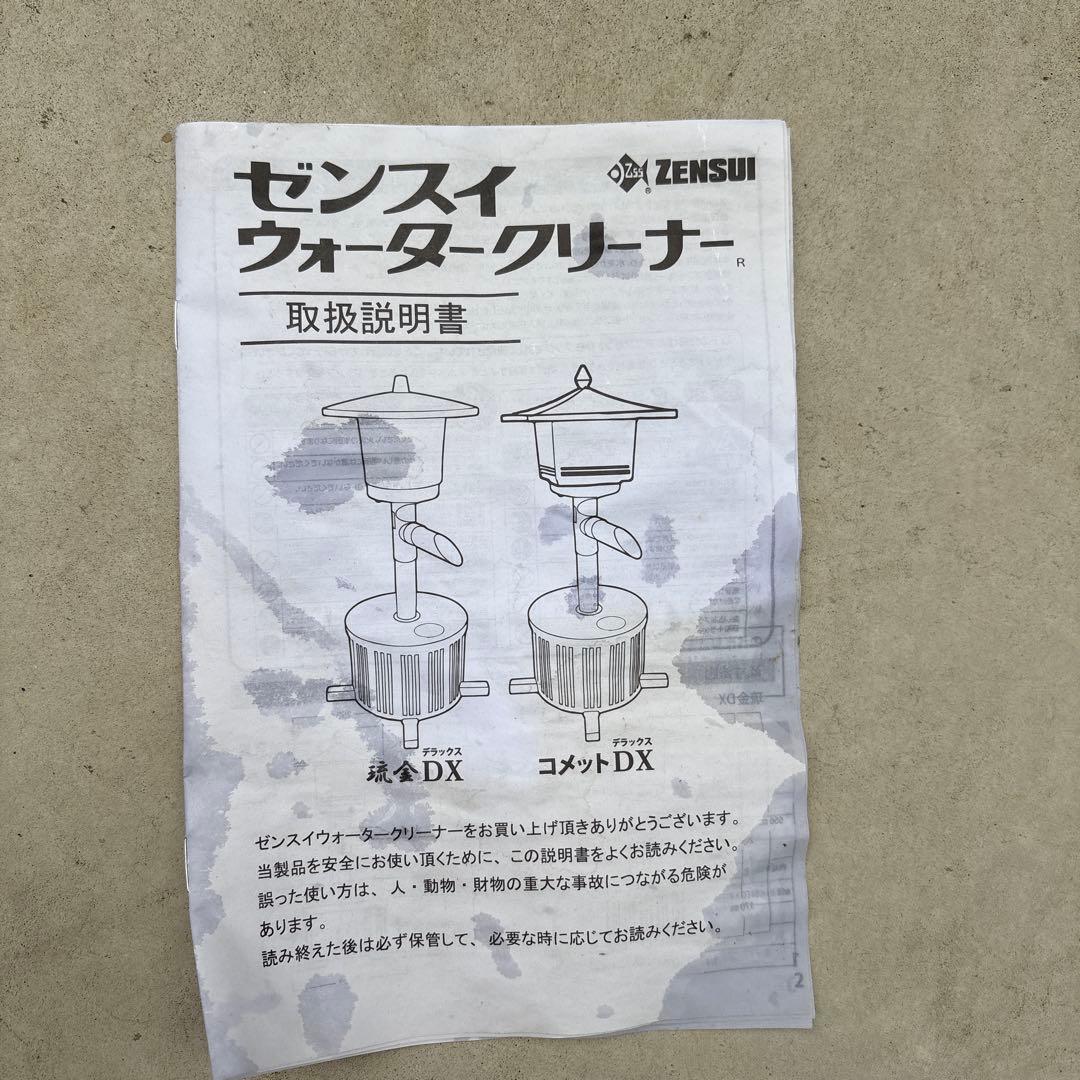 ゼンスイ
ZSS ZENSUI
®
ウォータークリーナー
R
取扱説明書
デラックス
琉金DX
デラックス
コメットDX
ゼンスイウォータークリーナーをお買い上げ頂きありがとうございます。
当製品を安全にお使い頂くために、この説明書をよくお読みください。
誤った使い方は、人・動物・財物の重大な事故につながる危険が
あります。
読み終えた後は必ず保管して、必要な時に応じてお読みください。
琉金DX